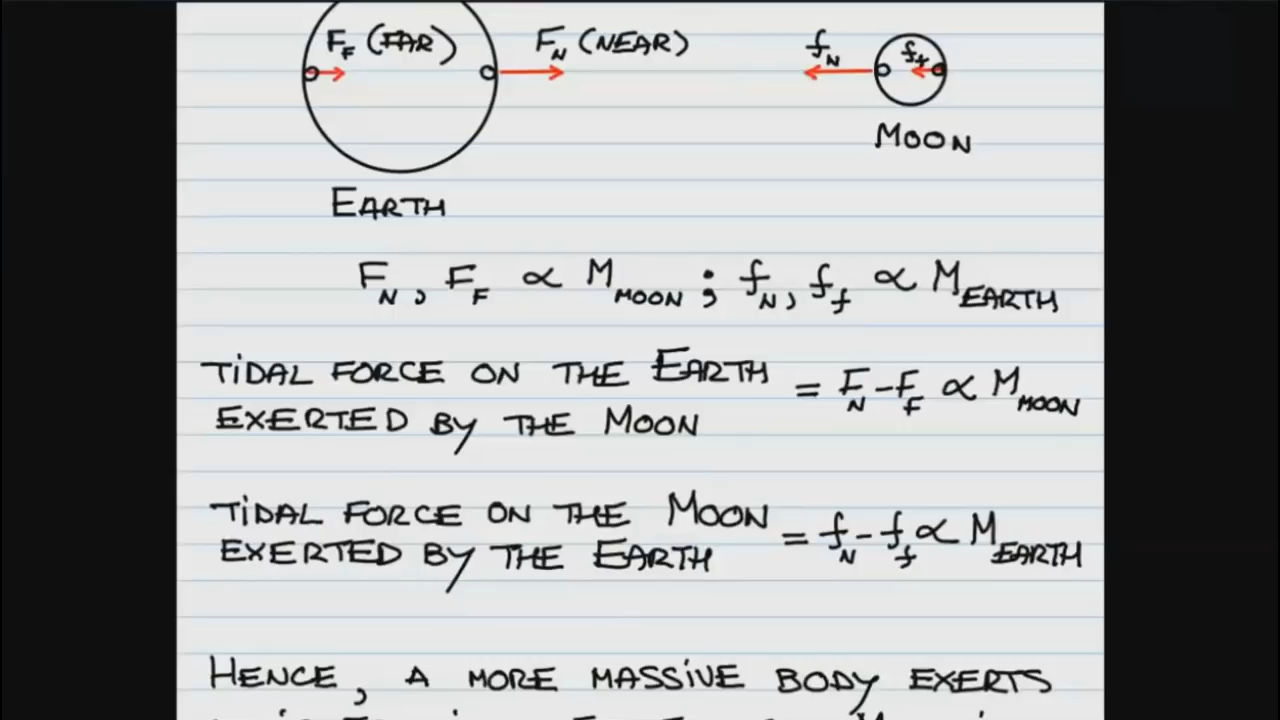 F_F (FAR) F_N (NEAR) f_N f_f
MOON
EARTH
F_N, F_F ∝ M_MOON ; f_N, f_f ∝ M_EARTH
TIDAL FORCE ON THE EARTH = F_N - F_F ∝ M_MOON
EXERTED BY THE MOON
TIDAL FORCE ON THE MOON = f_N - f_f ∝ M_EARTH
EXERTED BY THE EARTH
HENCE, A MORE MASSIVE BODY EXERTS